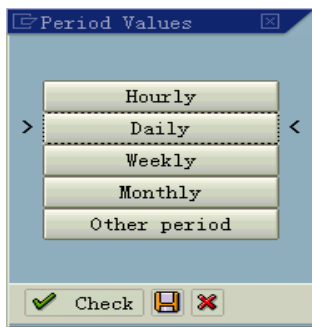 Period Values
Hourly
> Daily <
Weekly
Monthly
Other period
Check